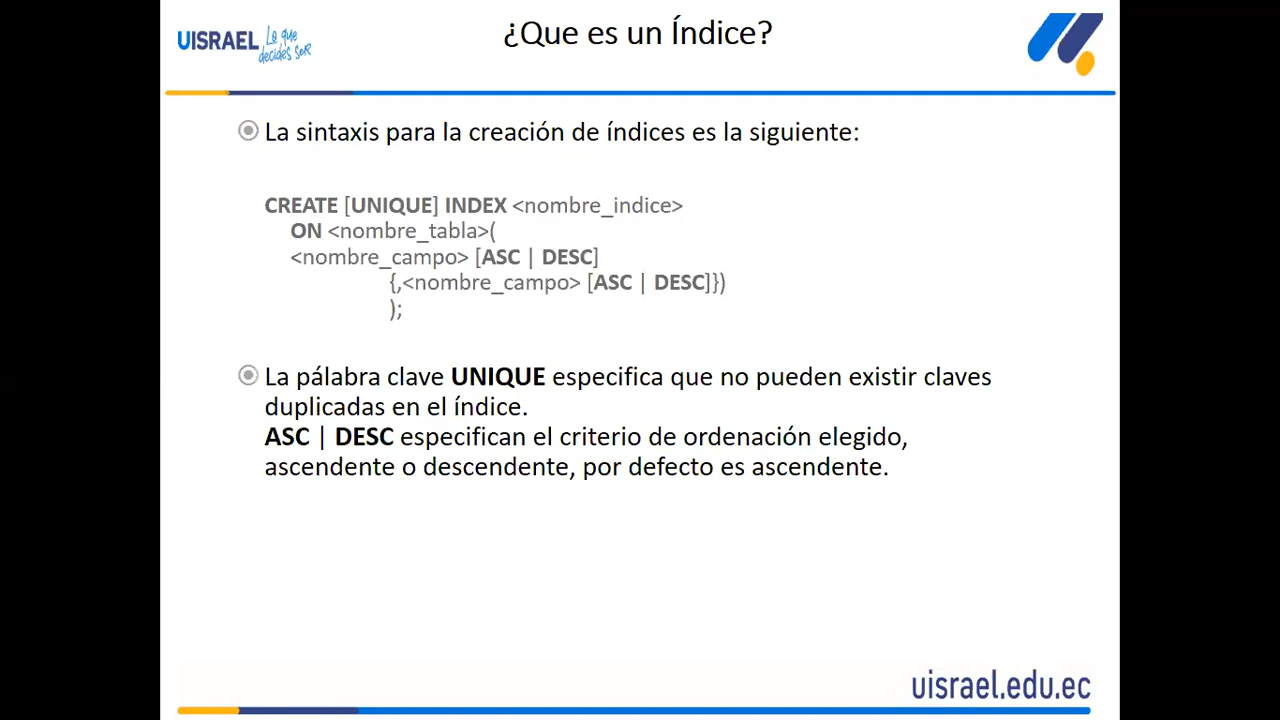 ¿Que es un Índice?
UISRAEL Lo que
decides ser
La sintaxis para la creación de índices es la siguiente:
CREATE [UNIQUE] INDEX <nombre_indice>
ON <nombre_tabla>(
<nombre_campo> [ASC | DESC]
{,<nombre_campo> [ASC | DESC]})
);
La pálabra clave UNIQUE especifica que no pueden existir claves
duplicadas en el índice.
ASC | DESC especifican el criterio de ordenación elegido,
ascendente o descendente, por defecto es ascendente.
uisrael.edu.ec